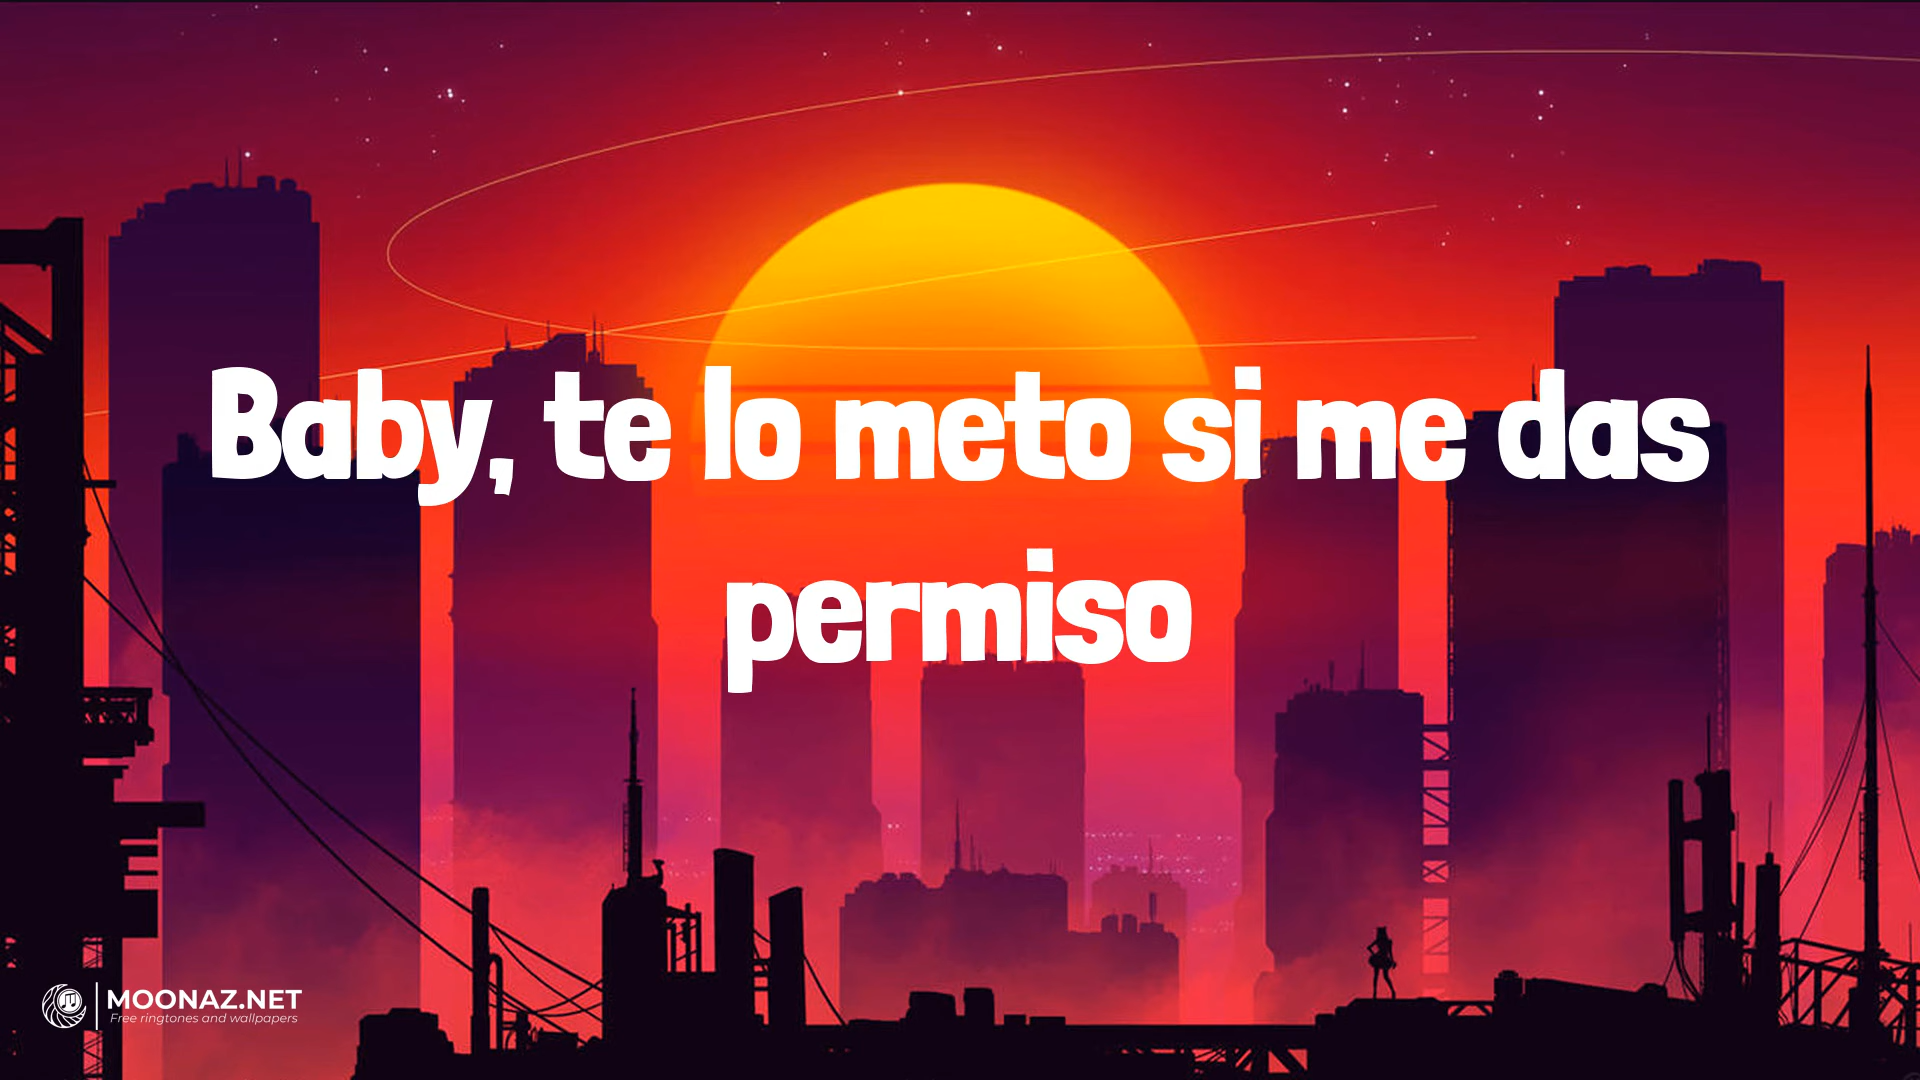 Baby, te lo meto si me das
permiso
MOONAZ.NET
Free ringtones and wallpapers